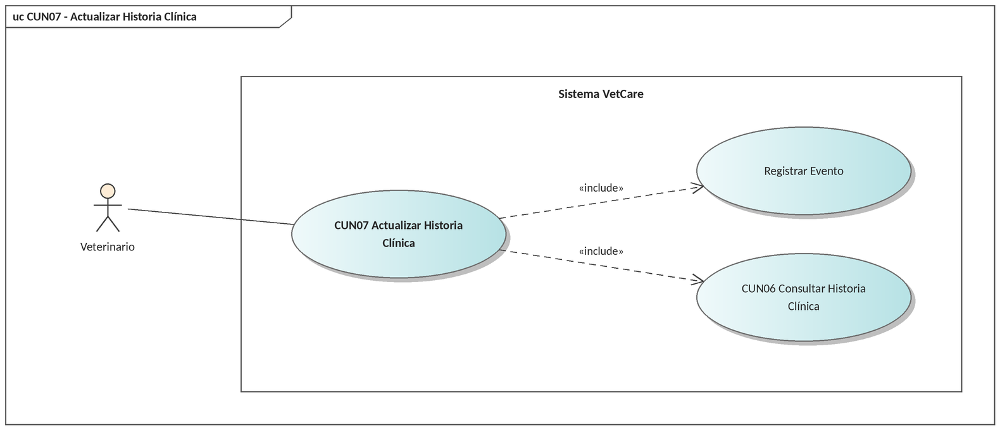 uc CUN07 - Actualizar Historia Clínica
Sistema VetCare
Registrar Evento
«include»
Veterinario
CUN07 Actualizar Historia
Clínica
«include»
CUN06 Consultar Historia
Clínica